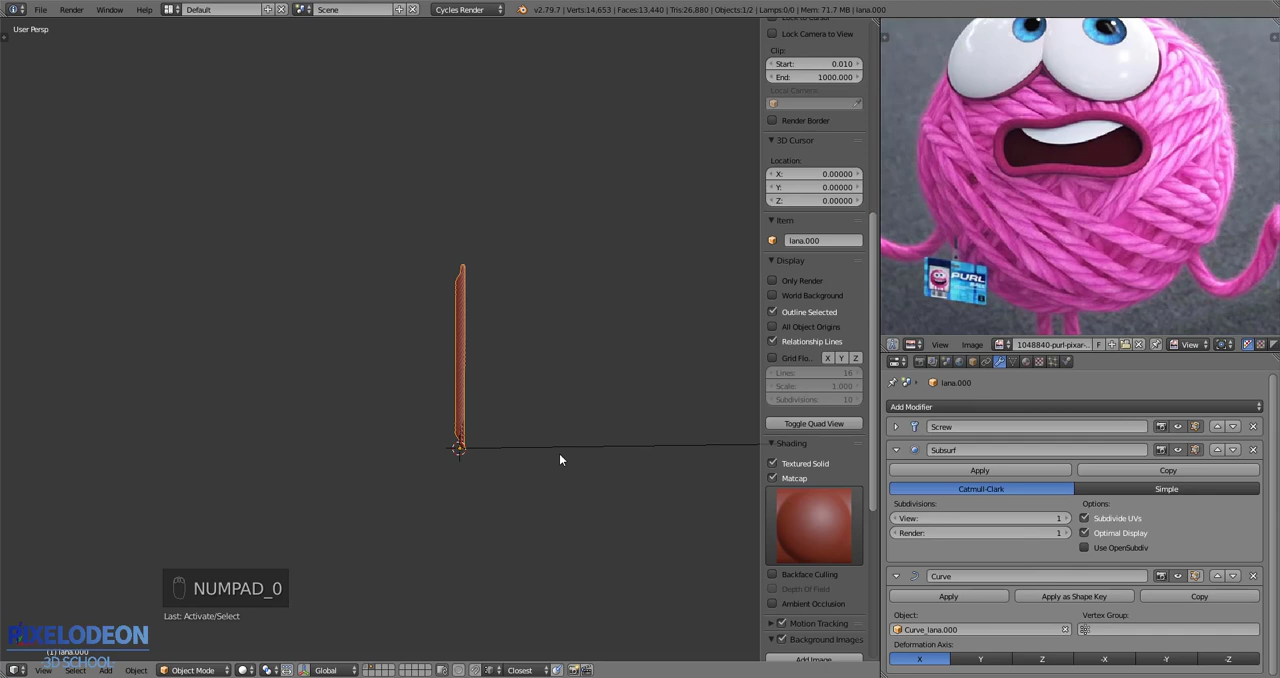 File Render Window Help Default Scene Cycles Render v2.79.7 | Verts:14,653 | Faces:13,440 | Tris:26,880 | Objects:1/2 | Lamps:0/0 | Mem: 71.7 MB | lana.000
User Persp
Lock Camera to View
Clip:
Start: 0.010
End: 1000.000
Local Camera:
Render Border
3D Cursor
Location:
X: 0.00000
Y: 0.00000
Z: 0.00000
Item
lana.000
Display
Only Render
World Background
Outline Selected
All Object Origins
Relationship Lines
Grid Flo... X Y Z
Lines: 16
Scale: 1.000
Subdivisions: 10
Toggle Quad View
Shading
Textured Solid
Matcap
Backface Culling
Depth Of Field
Ambient Occlusion
Motion Tracking
Background Images
Add Image
PURL
View Image 1048840-purl-pixar-... F View
lana.000
Add Modifier
Screw
Subsurf
Apply Copy
Catmull-Clark Simple
Subdivisions: Options:
View: 1 Subdivide UVs
Render: 1 Optimal Display
Use OpenSubdiv
Curve
Apply Apply as Shape Key Copy
Object: Vertex Group:
Curve_lana.000
Deformation Axis:
X Y Z -X -Y -Z
NUMPAD_0
Last: Activate/Select
PIXELODEON
3D SCHOOL
(1) lana.000
View Select Add Object Object Mode Global Closest